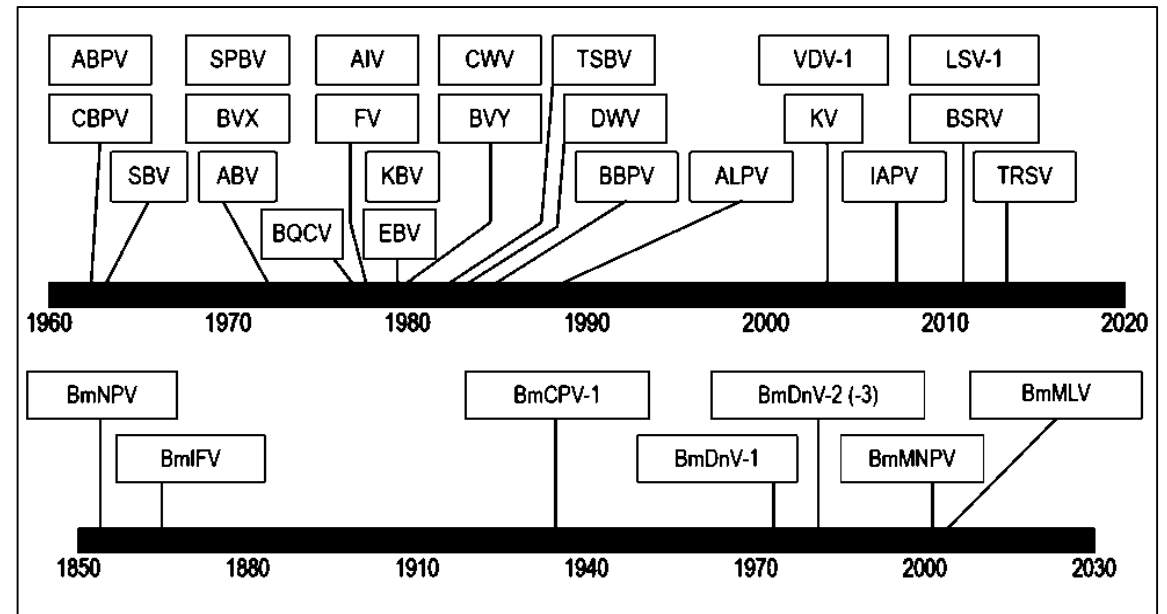 ABPV SPBV AIV CWV TSBV VDV-1 LSV-1
CBPV BVX FV BVY DWV KV BSRV
SBV ABV KBV BBPV ALPV IAPV TRSV
BQCV EBV
1960 1970 1980 1990 2000 2010 2020
BmNPV BmCPV-1 BmDnV-2 (-3) BmMLV
BmIFV BmDnV-1 BmMNPV
1850 1880 1910 1940 1970 2000 2030